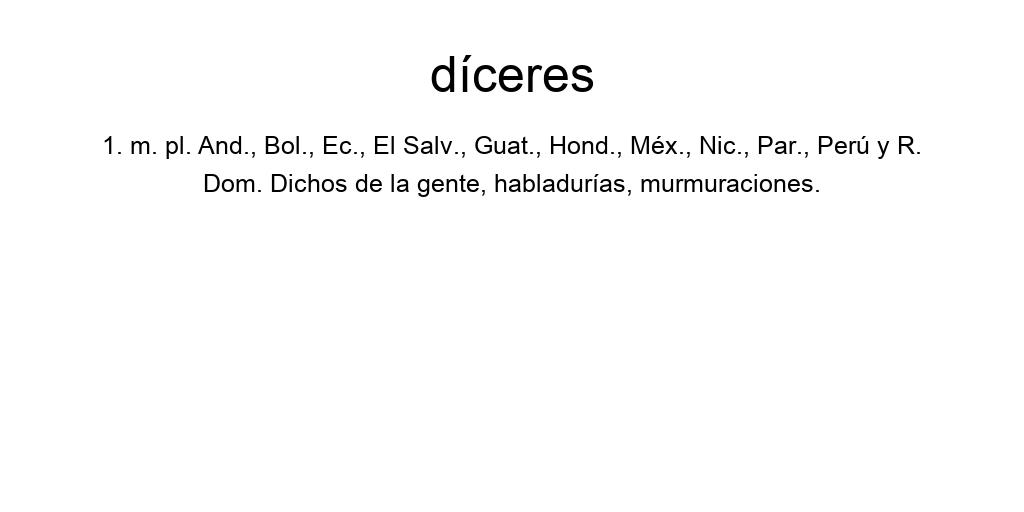 díceres
1. m. pl. And., Bol., Ec., El Salv., Guat., Hond., Méx., Nic., Par., Perú y R.
Dom. Dichos de la gente, habladurías, murmuraciones.